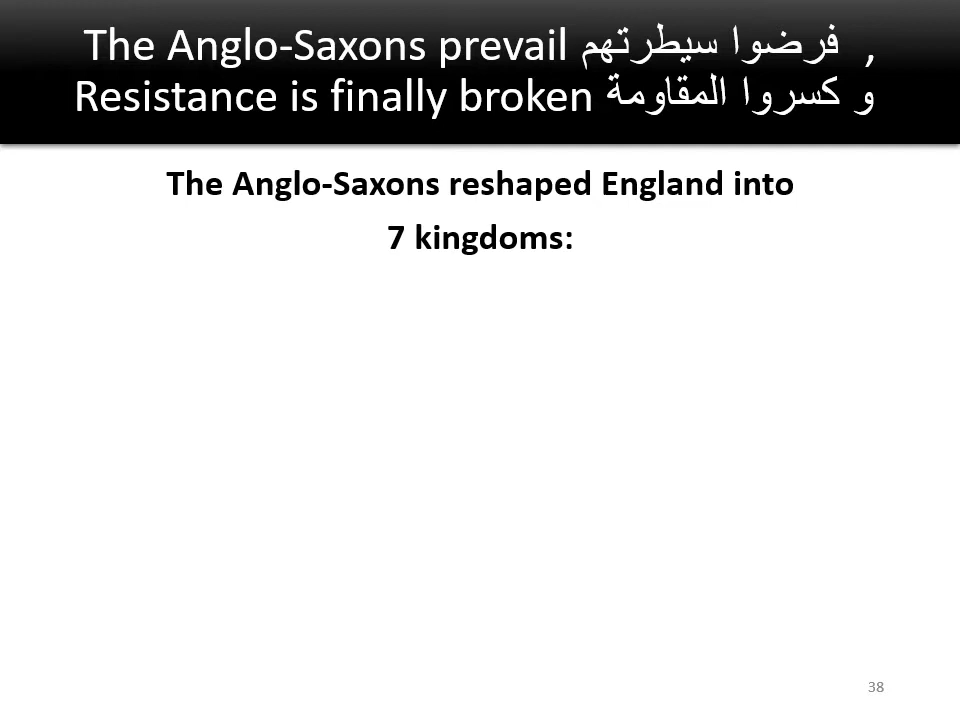 The Anglo-Saxons prevail فرضوا سيطرتهم ,
Resistance is finally broken و كسروا المقاومة
The Anglo-Saxons reshaped England into
7 kingdoms:
38